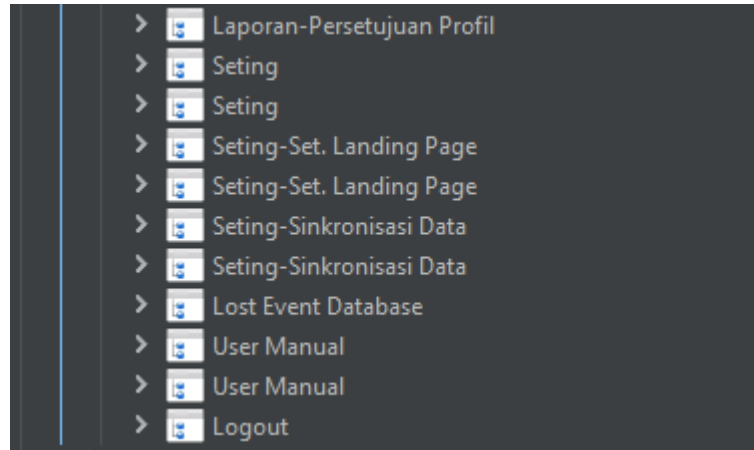 Laporan-Persetujuan Profil
Seting
Seting
Seting-Set. Landing Page
Seting-Set. Landing Page
Seting-Sinkronisasi Data
Seting-Sinkronisasi Data
Lost Event Database
User Manual
User Manual
Logout